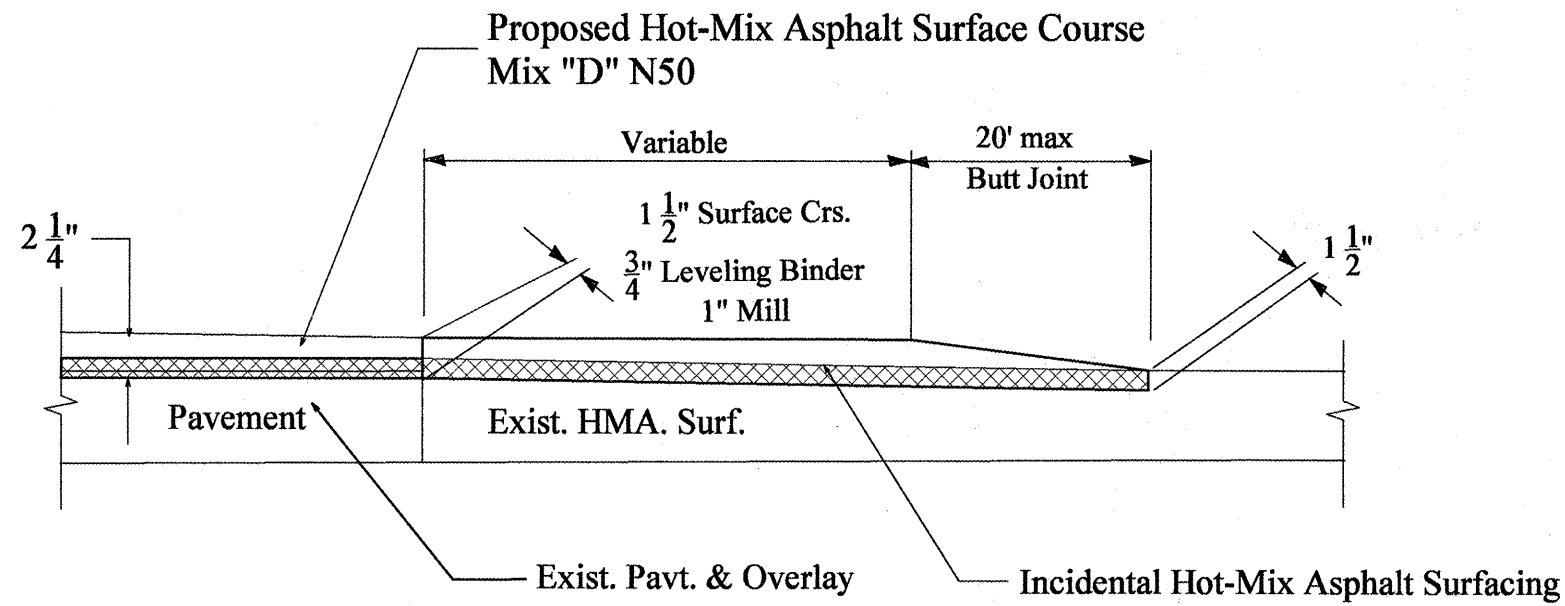 Proposed Hot-Mix Asphalt Surface Course
Mix "D" N50
Variable
20' max
Butt Joint
1 1/2" Surface Crs.
3/4" Leveling Binder
1" Mill
2 1/4"
1 1/2"
Pavement
Exist. HMA. Surf.
Exist. Pavt. & Overlay
Incidental Hot-Mix Asphalt Surfacing